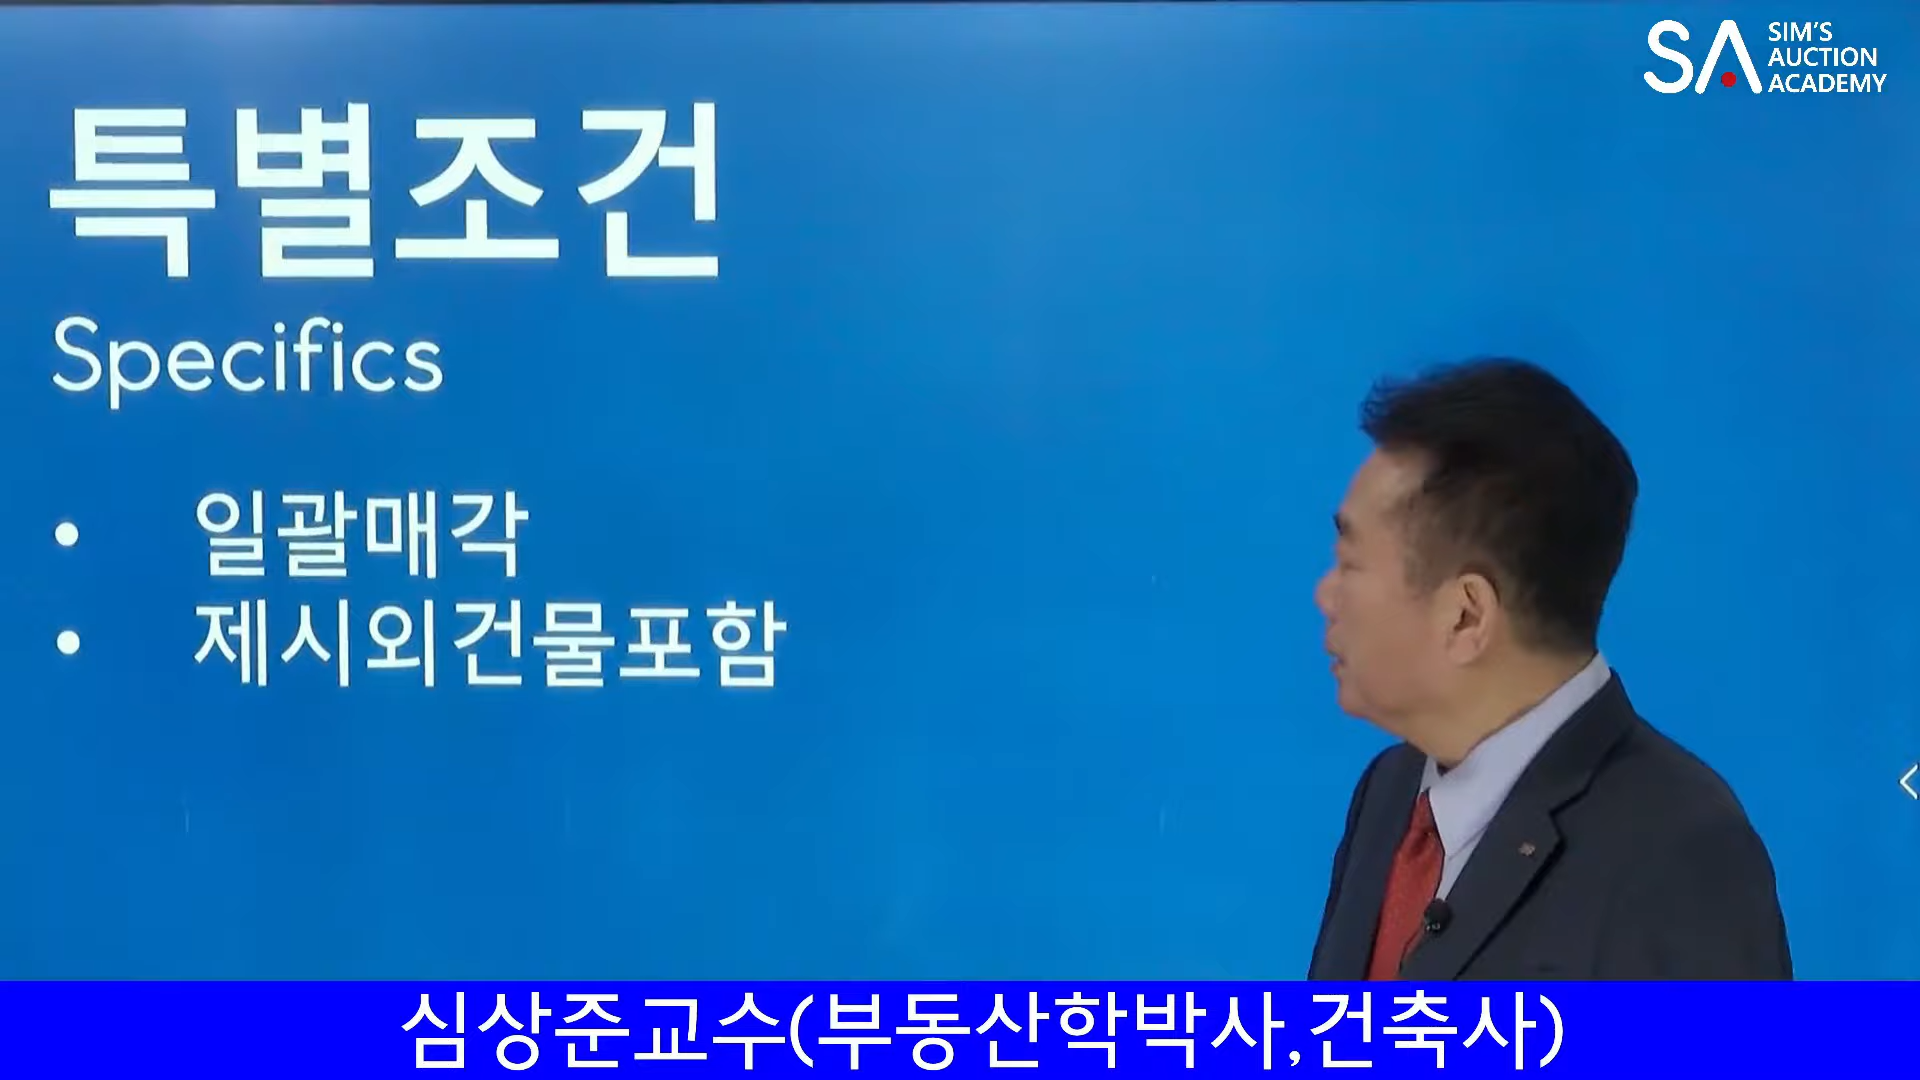 SA SIM'S
AUCTION
ACADEMY
특별조건
Specifics
• 일괄매각
• 제시외건물포함
심상준교수(부동산학박사,건축사)